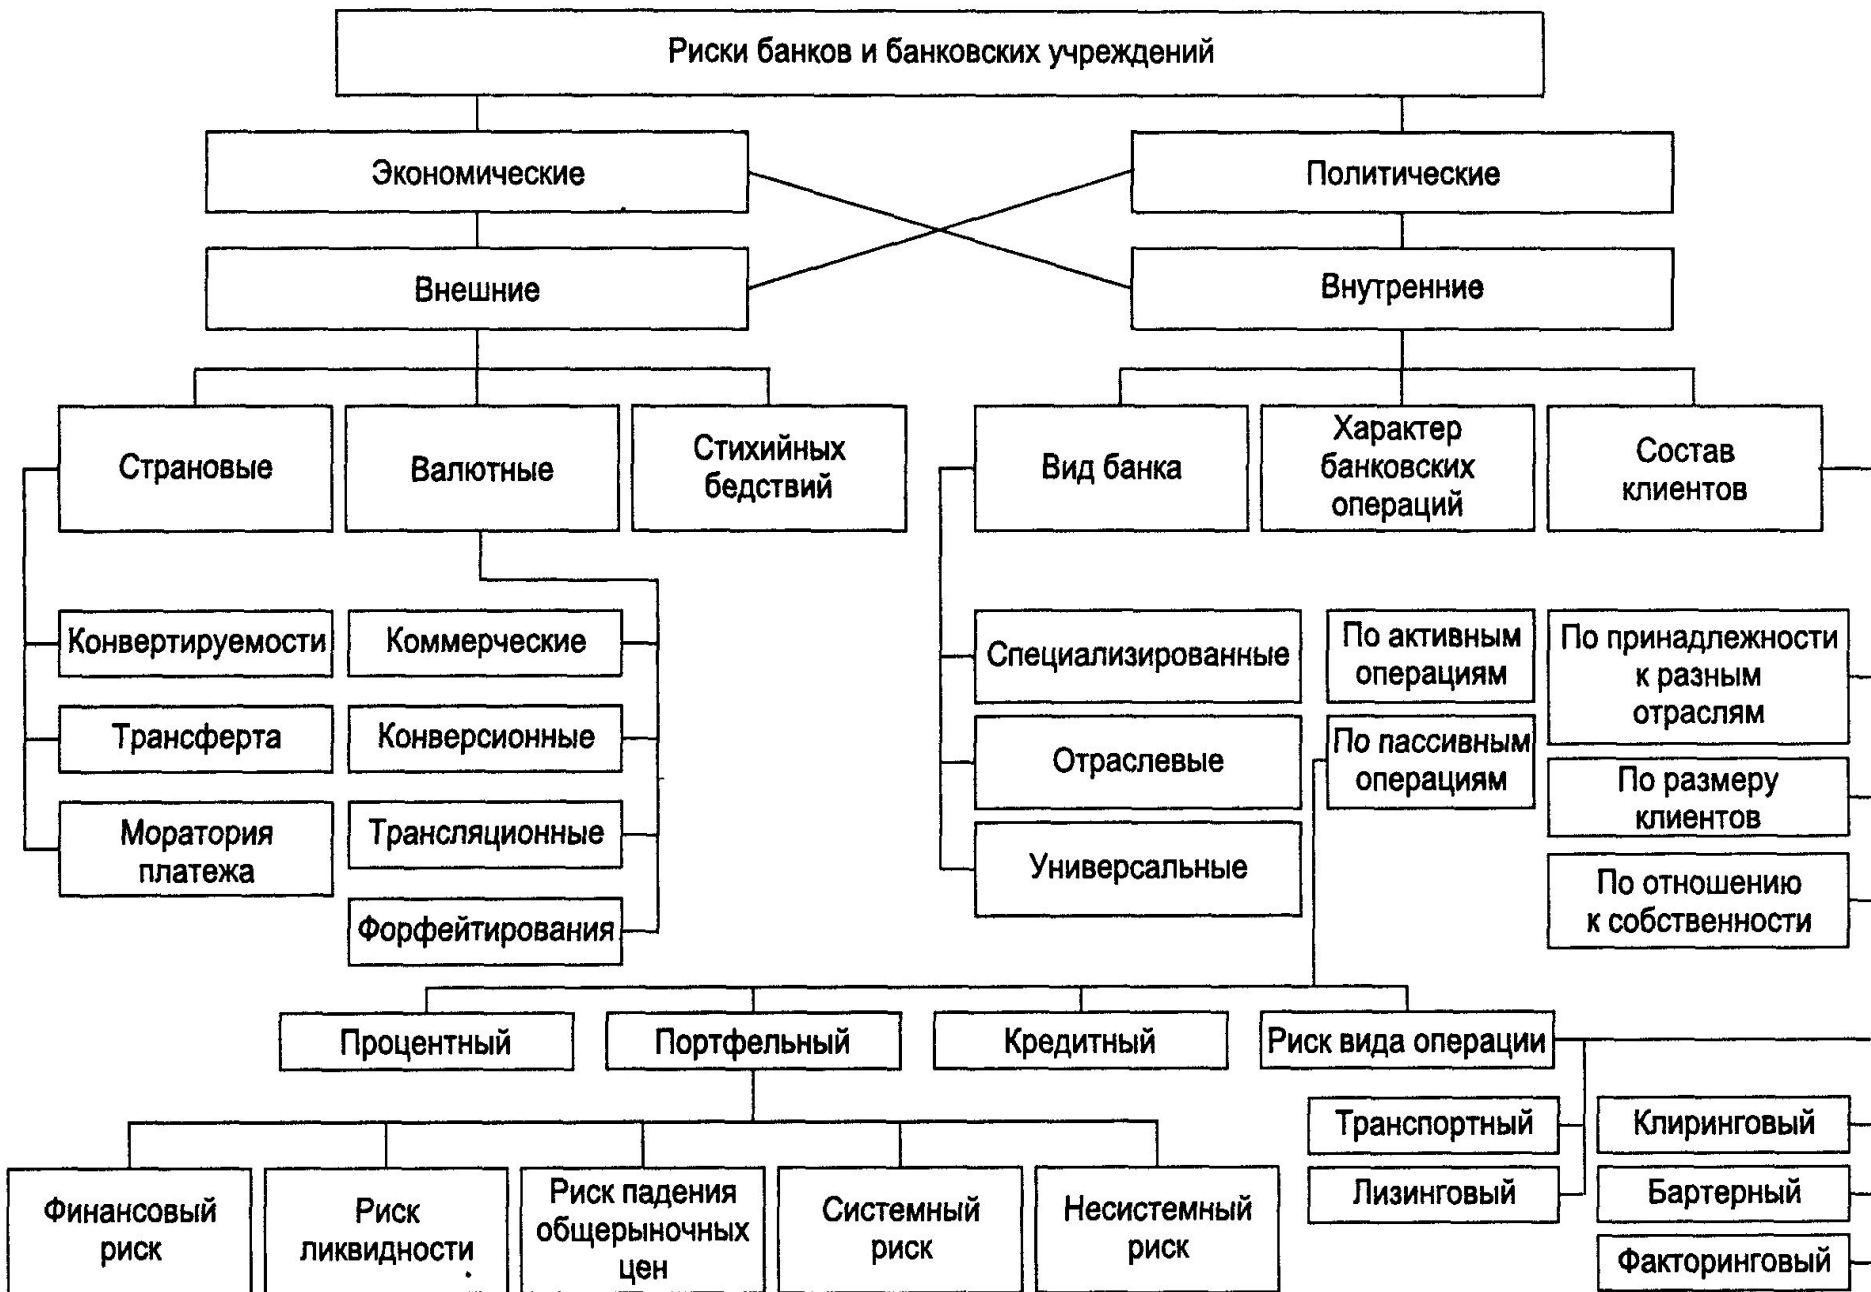 Риски банков и банковских учреждений
Экономические
Политические
Внешние
Внутренние
Страновые
Валютные
Стихийных
бедствий
Вид банка
Характер
банковских
операций
Состав
клиентов
Конвертируемости
Трансферта
Моратория
платежа
Коммерческие
Конверсионные
Трансляционные
Форфейтирования
Специализированные
Отраслевые
Универсальные
По активным
операциям
По пассивным
операциям
По принадлежности
к разным
отраслям
По размеру
клиентов
По отношению
к собственности
Процентный
Портфельный
Кредитный
Риск вида операции
Транспортный
Лизинговый
Клиринговый
Бартерный
Факторинговый
Финансовый
риск
Риск
ликвидности
Риск падения
общерыночных
цен
Системный
риск
Несистемный
риск